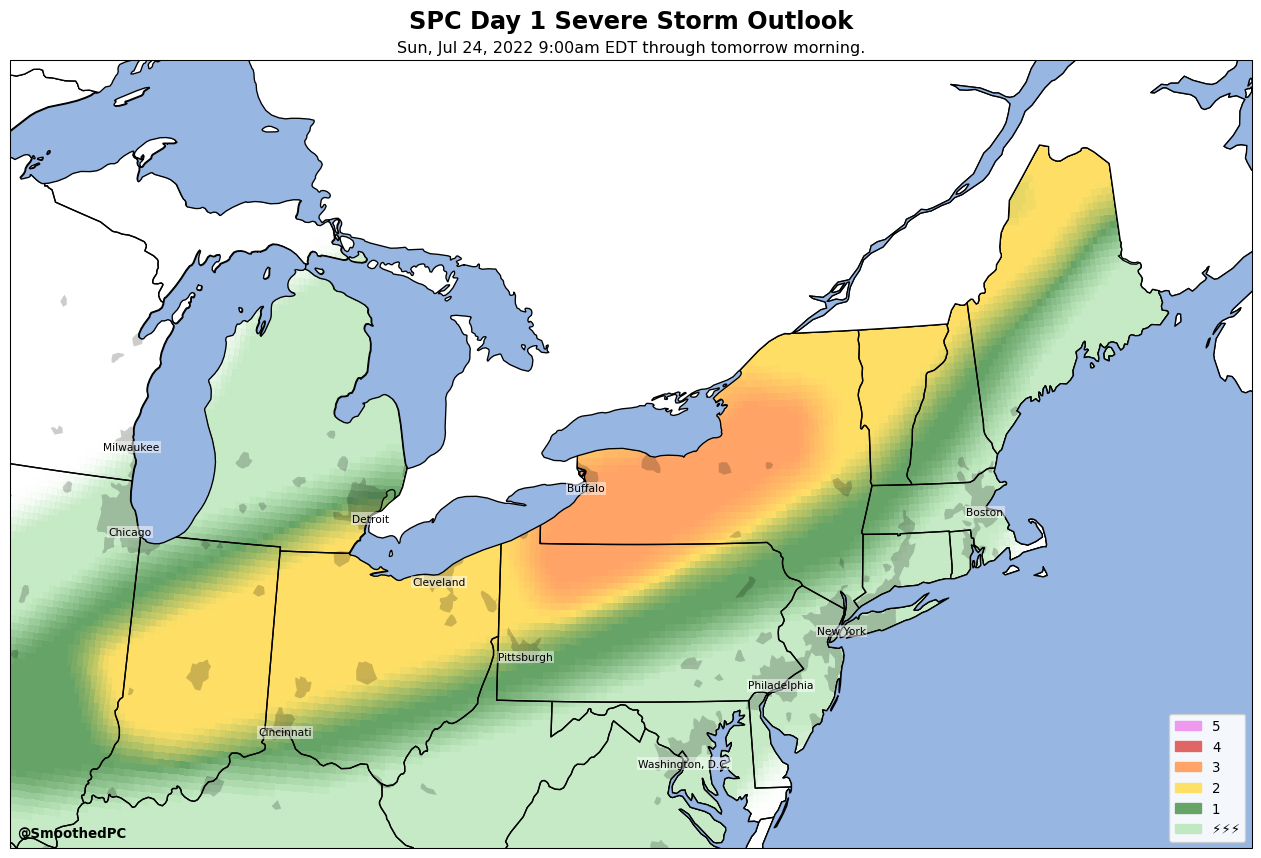 SPC Day 1 Severe Storm Outlook
Sun, Jul 24, 2022 9:00am EDT through tomorrow morning.
Milwaukee
Buffalo
Boston
Detroit
Chicago
Cleveland
New York
Pittsburgh
Philadelphia
Cincinnati
Washington, D.C.
5
4
3
2
1
⚡⚡⚡
@SmoothedPC